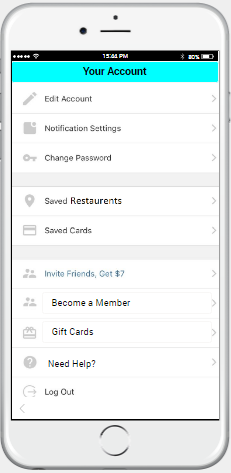 15:44 PM 80%
Your Account
Edit Account
Notification Settings
Change Password
Saved Restaurents
Saved Cards
Invite Friends, Get $7
Become a Member
Gift Cards
Need Help?
Log Out